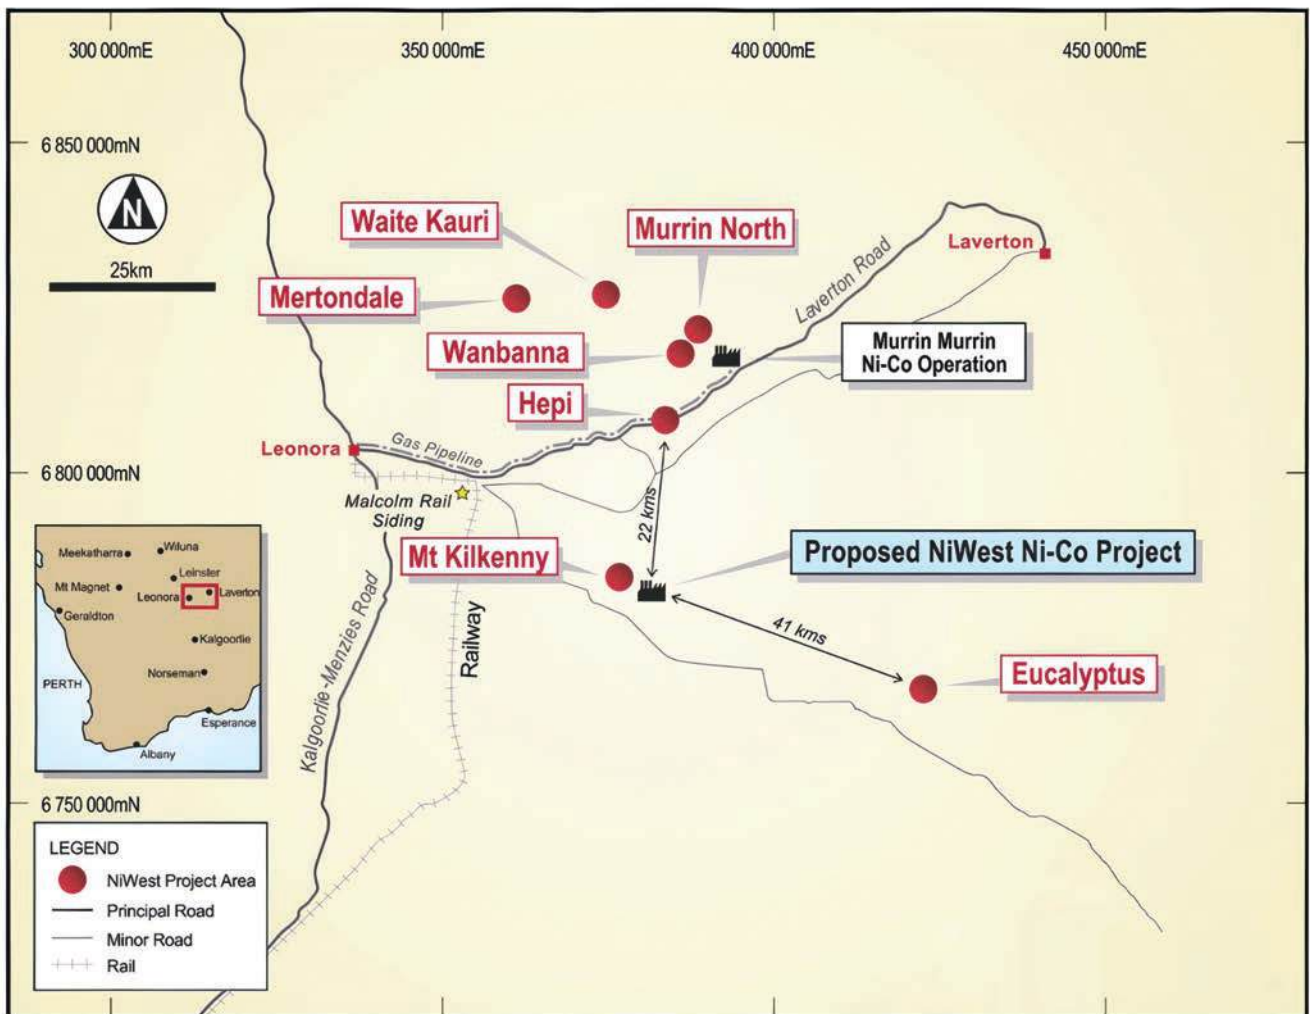 300 000mE
350 000mE
400 000mE
450 000mE
6 850 000mN
N
25km
Waite Kauri
Murrin North
Laverton
Mertondale
Laverton Road
Wanbanna
Murrin Murrin
Ni-Co Operation
Hepi
Leonora
Gas Pipeline
6 800 000mN
Malcolm Rail
Siding
22 kms
Mt Kilkenny
Proposed NiWest Ni-Co Project
Kalgoorlie-Menzies Road
Railway
41 kms
Eucalyptus
Meekatharra
Wiluna
Leinster
Mt Magnet
Leonora
Laverton
Geraldton
Kalgoorlie
Norseman
PERTH
Esperance
Albany
6 750 000mN
LEGEND
NiWest Project Area
Principal Road
Minor Road
Rail